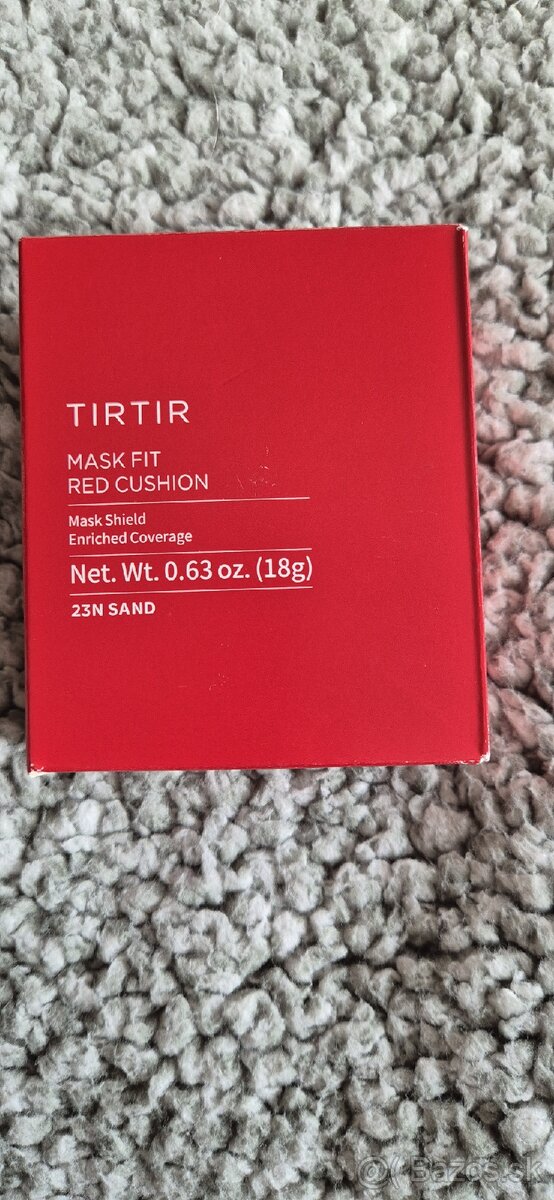 TIRTIR
MASK FIT
RED CUSHION
Mask Shield
Enriched Coverage
Net. Wt. 0.63 oz. (18g)
23N SAND
Bazos.sk